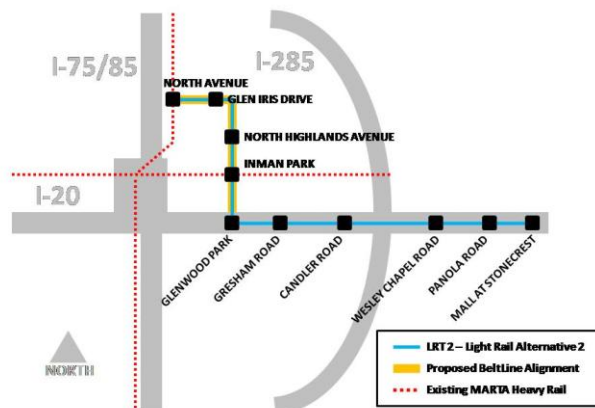 I-75/85
I-285
NORTH AVENUE
GLEN IRIS DRIVE
NORTH HIGHLANDS AVENUE
INMAN PARK
I-20
GLENWOOD PARK
GRESHAM ROAD
CANDLER ROAD
WESLEY CHAPEL ROAD
PANOLA ROAD
MALL AT STONECREST
NORTH
LRT 2 – Light Rail Alternative 2
Proposed BeltLine Alignment
Existing MARTA Heavy Rail